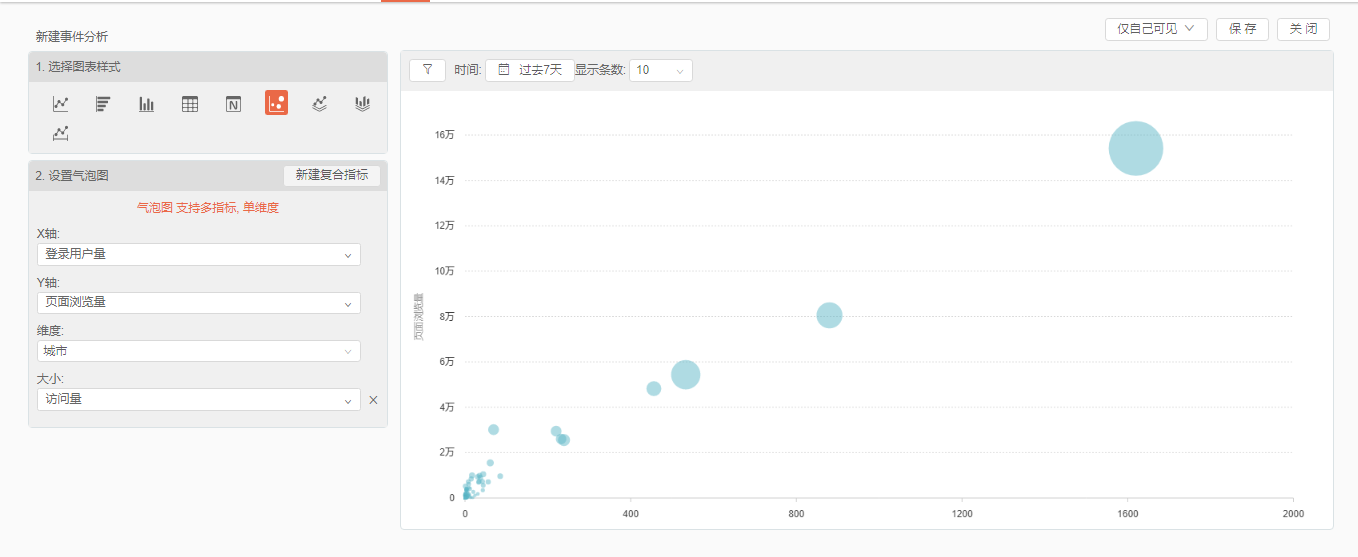 新建事件分析
仅自己可见
保 存
关 闭
1. 选择图表样式
N
2. 设置气泡图
新建复合指标
气泡图 支持多指标, 单维度
X轴:
登录用户量
Y轴:
页面浏览量
维度:
城市
大小:
访问量
时间: 过去7天 显示条数: 10
16万
14万
12万
10万
8万
6万
4万
2万
0
页面浏览量
0 400 800 1200 1600 2000